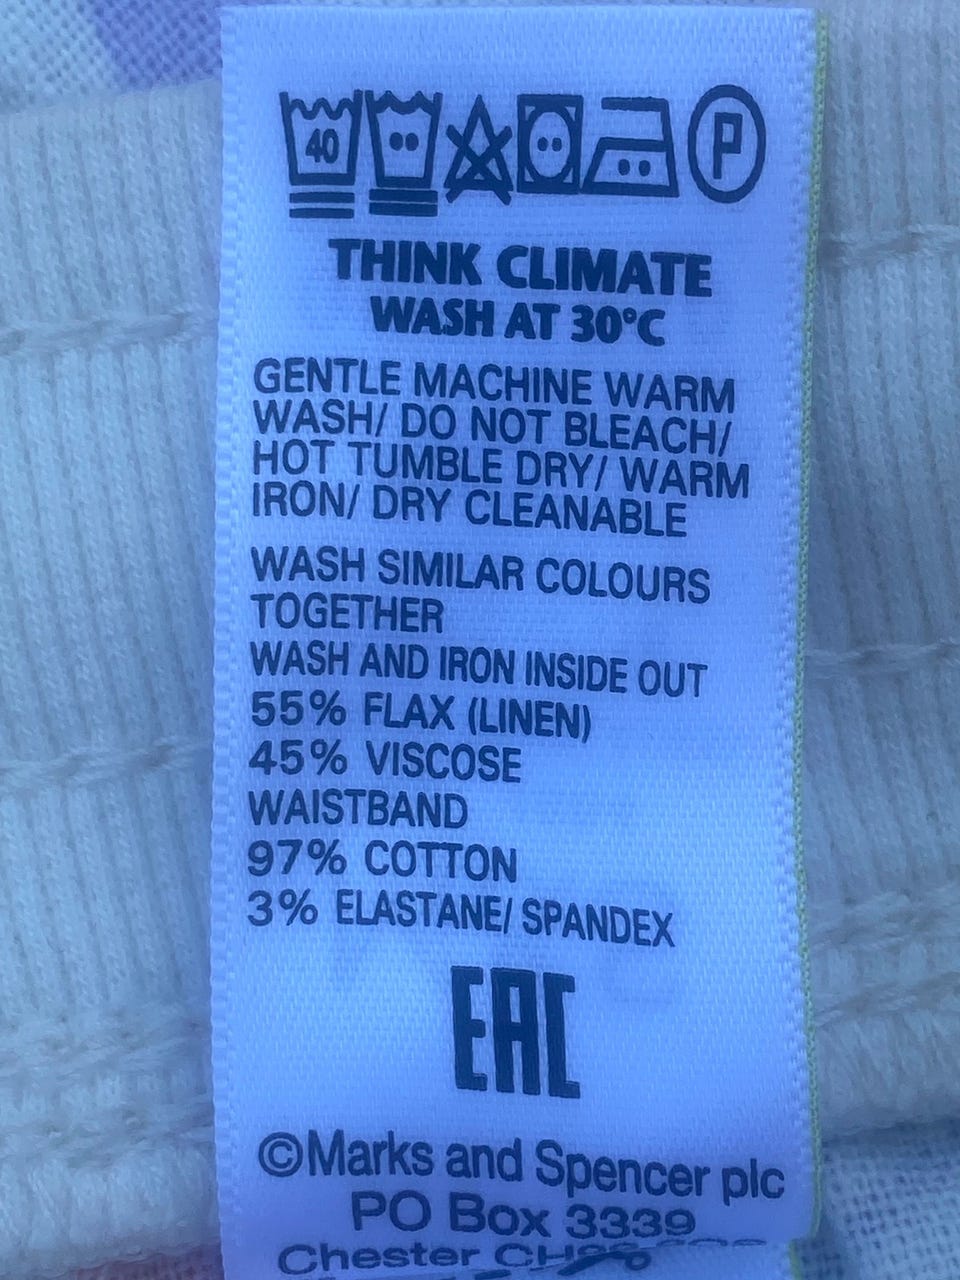 40
P
THINK CLIMATE
WASH AT 30°C
GENTLE MACHINE WARM
WASH/ DO NOT BLEACH/
HOT TUMBLE DRY/ WARM
IRON/ DRY CLEANABLE
WASH SIMILAR COLOURS
TOGETHER
WASH AND IRON INSIDE OUT
55% FLAX (LINEN)
45% VISCOSE
WAISTBAND
97% COTTON
3% ELASTANE/ SPANDEX
EAC
©Marks and Spencer plc
PO Box 3339
Chester